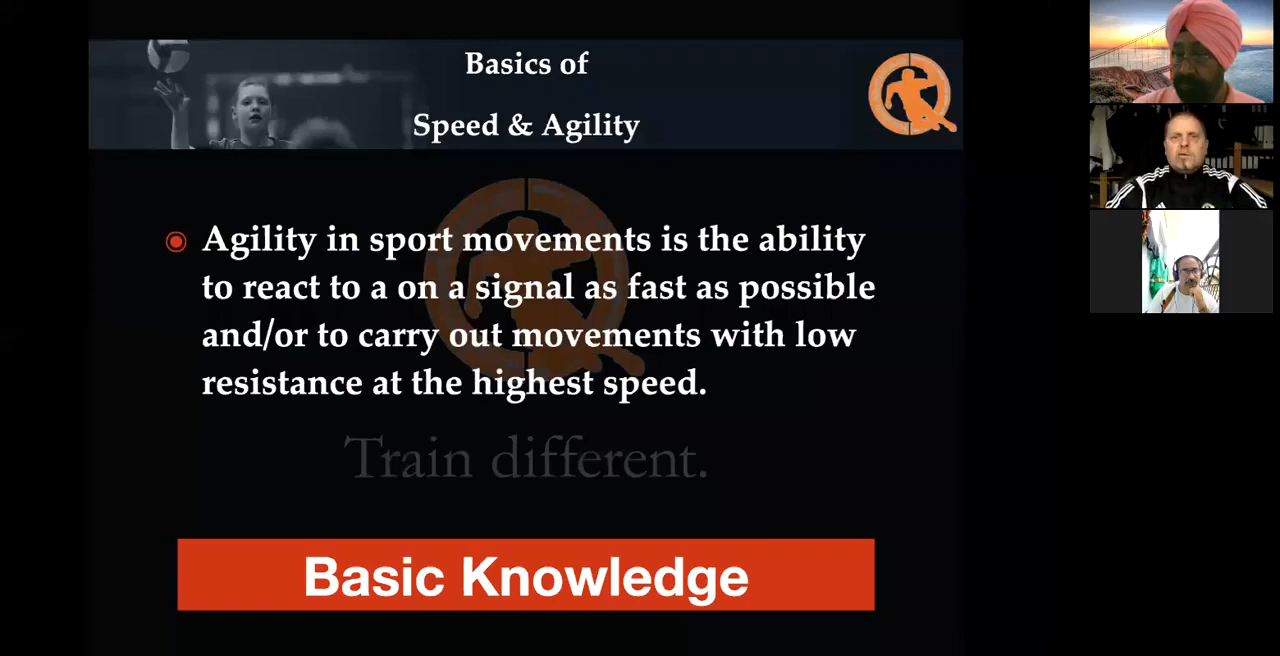 Basics of
Speed & Agility
Agility in sport movements is the ability
to react to a on a signal as fast as possible
and/or to carry out movements with low
resistance at the highest speed.
Train different.
Basic Knowledge